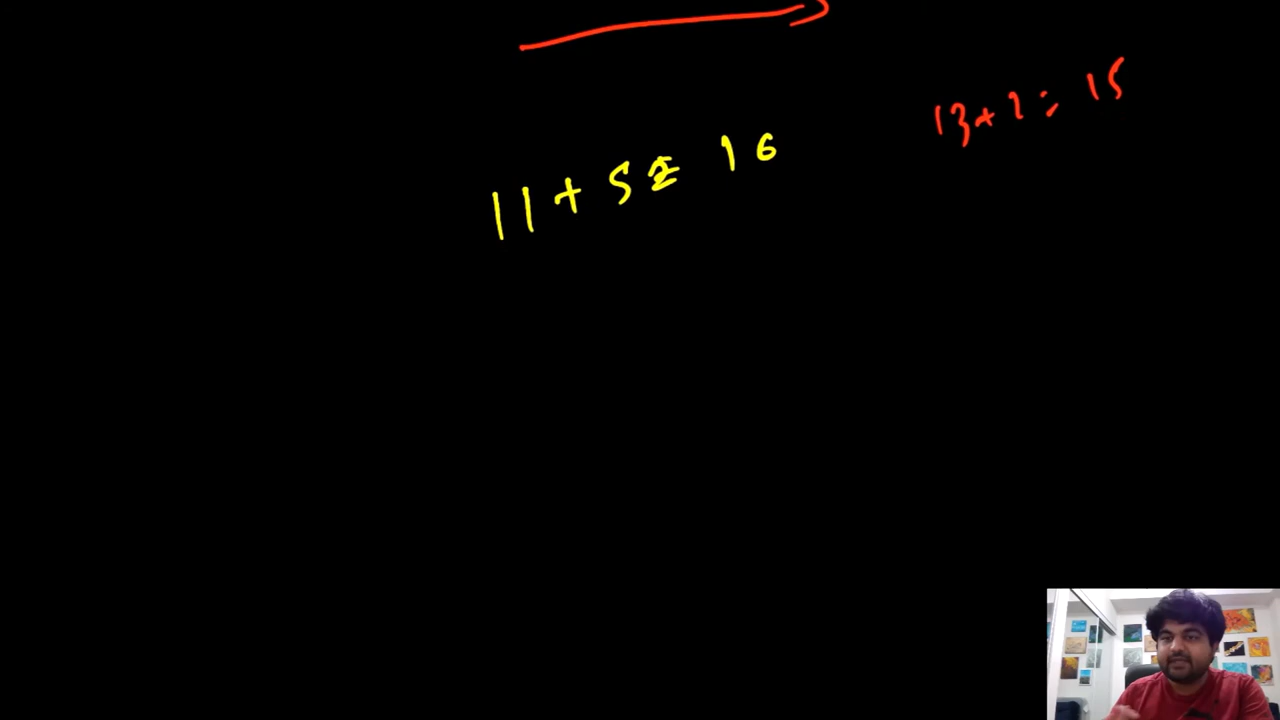 13 + 2 = 15
11 + 5 = 16